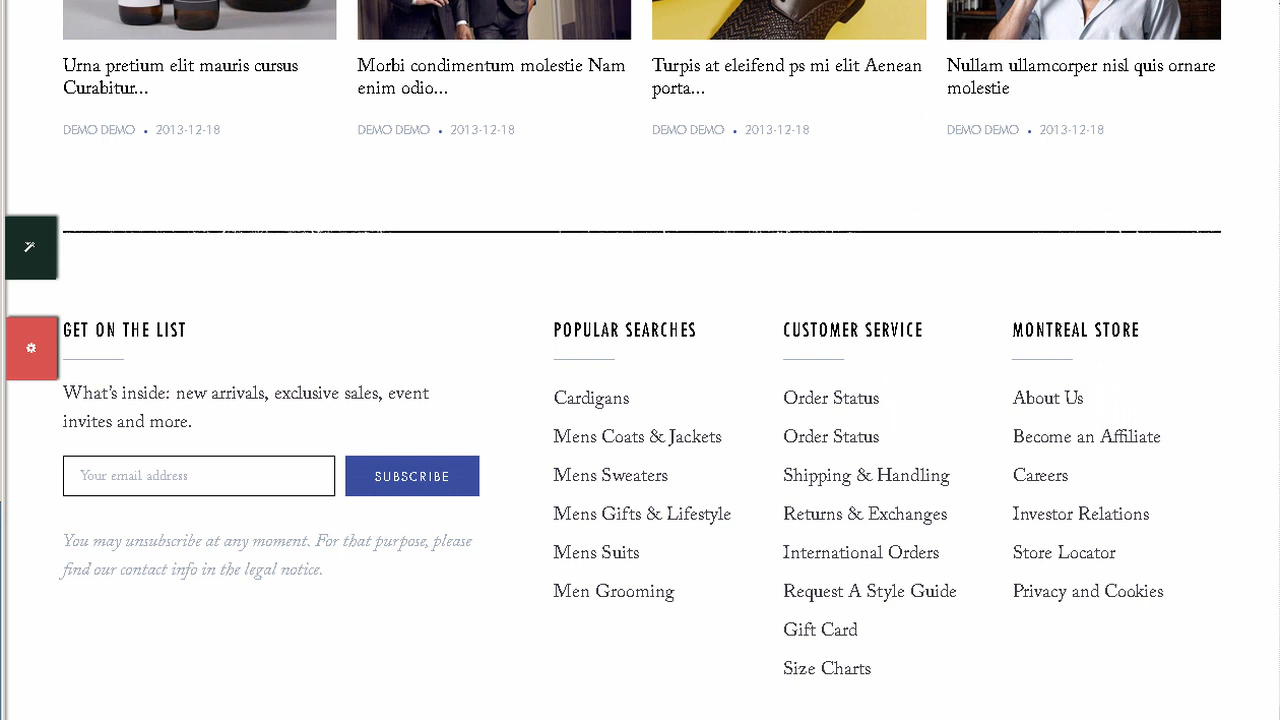 Urna pretium elit mauris cursus
Curabitur...
DEMO DEMO • 2013-12-18
Morbi condimentum molestie Nam
enim odio...
DEMO DEMO • 2013-12-18
Turpis at eleifend ps mi elit Aenean
porta...
DEMO DEMO • 2013-12-18
Nullam ullamcorper nisl quis ornare
molestie
DEMO DEMO • 2013-12-18
GET ON THE LIST
What's inside: new arrivals, exclusive sales, event
invites and more.
Your email address
SUBSCRIBE
You may unsubscribe at any moment. For that purpose, please
find our contact info in the legal notice.
POPULAR SEARCHES
Cardigans
Mens Coats & Jackets
Mens Sweaters
Mens Gifts & Lifestyle
Mens Suits
Men Grooming
CUSTOMER SERVICE
Order Status
Order Status
Shipping & Handling
Returns & Exchanges
International Orders
Request A Style Guide
Gift Card
Size Charts
MONTREAL STORE
About Us
Become an Affiliate
Careers
Investor Relations
Store Locator
Privacy and Cookies